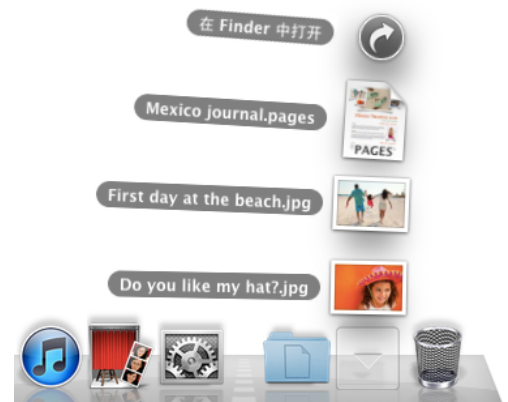 在 Finder 中打开
Mexico journal.pages
PAGES
First day at the beach.jpg
Do you like my hat?.jpg